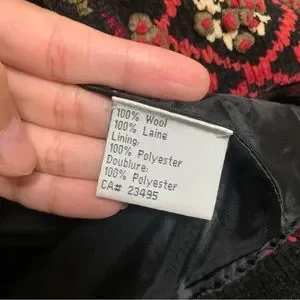 100% Wool
100% Laine
Lining:
100% Polyester
Doublure:
100% Polyester
CA# 23495